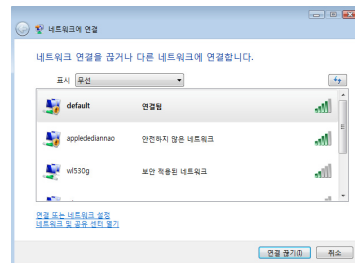 네트워크에 연결
네트워크 연결을 끊거나 다른 네트워크에 연결합니다.
표시 무선
default 연결됨
appledediannao 안전하지 않은 네트워크
wl530g 보안 적용된 네트워크
연결 또는 네트워크 설정
네트워크 및 공유 센터 열기
연결 끊기(I) 취소